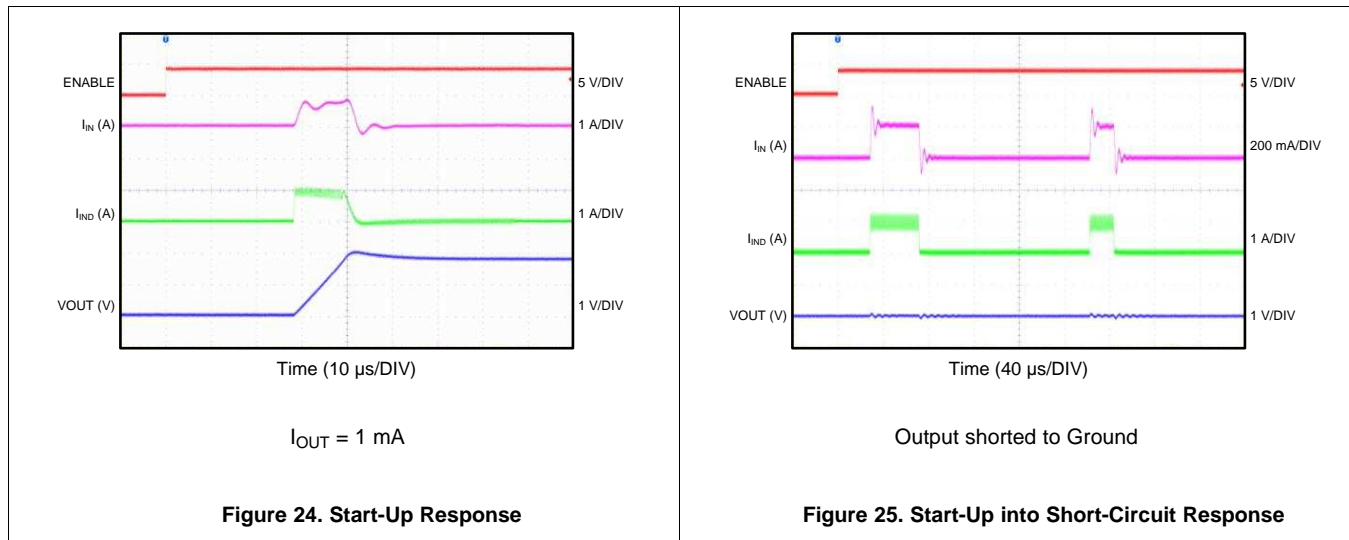 ENABLE
5 V/DIV
I_IN (A)
1 A/DIV
I_IND (A)
1 A/DIV
VOUT (V)
1 V/DIV
Time (10 µs/DIV)
I_OUT = 1 mA
Figure 24. Start-Up Response
ENABLE
5 V/DIV
I_IN (A)
200 mA/DIV
I_IND (A)
1 A/DIV
VOUT (V)
1 V/DIV
Time (40 µs/DIV)
Output shorted to Ground
Figure 25. Start-Up into Short-Circuit Response